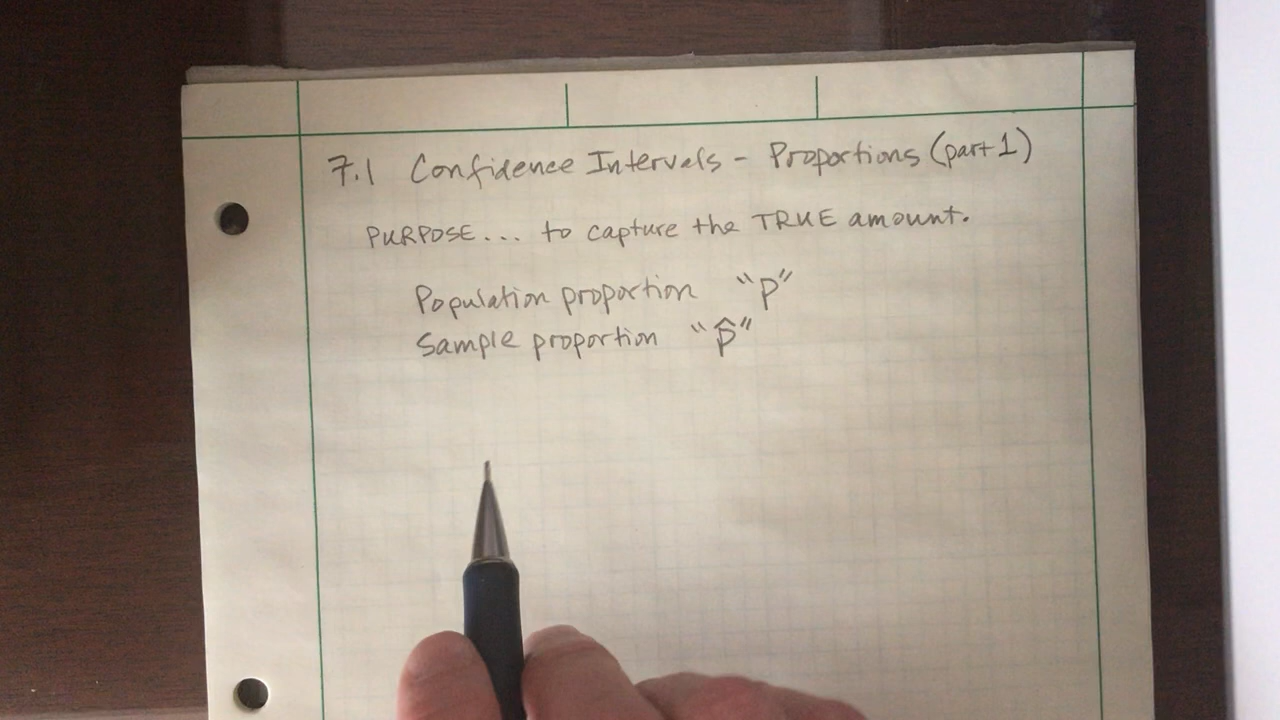 7.1 Confidence Intervals - Proportions (part 1)
PURPOSE... to capture the TRUE amount.
Population proportion "p"
Sample proportion "p̂"